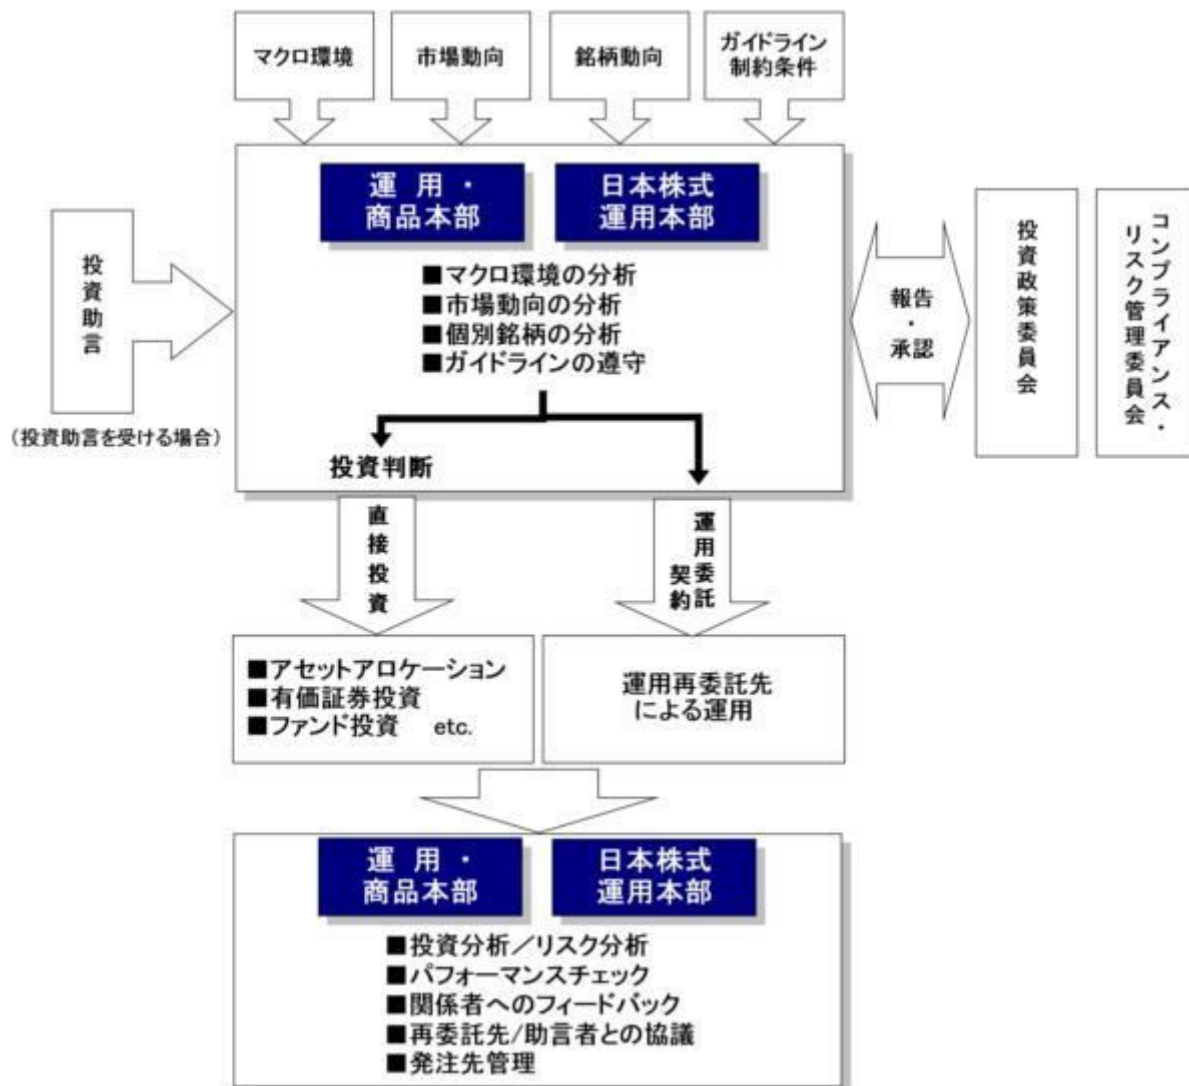 マクロ環境
市場動向
銘柄動向
ガイドライン
制約条件
運 用 ・
商品本部
日本株式
運用本部
■マクロ環境の分析
■市場動向の分析
■個別銘柄の分析
■ガイドラインの遵守
投資助言
(投資助言を受ける場合)
報告
・
承認
投資政策委員会
コンプライアンス・
リスク管理委員会
投資判断
直接投資
運用委託
契約
■アセットアロケーション
■有価証券投資
■ファンド投資 etc.
運用再委託先
による運用
運 用 ・
商品本部
日本株式
運用本部
■投資分析／リスク分析
■パフォーマンスチェック
■関係者へのフィードバック
■再委託先/助言者との協議
■発注先管理